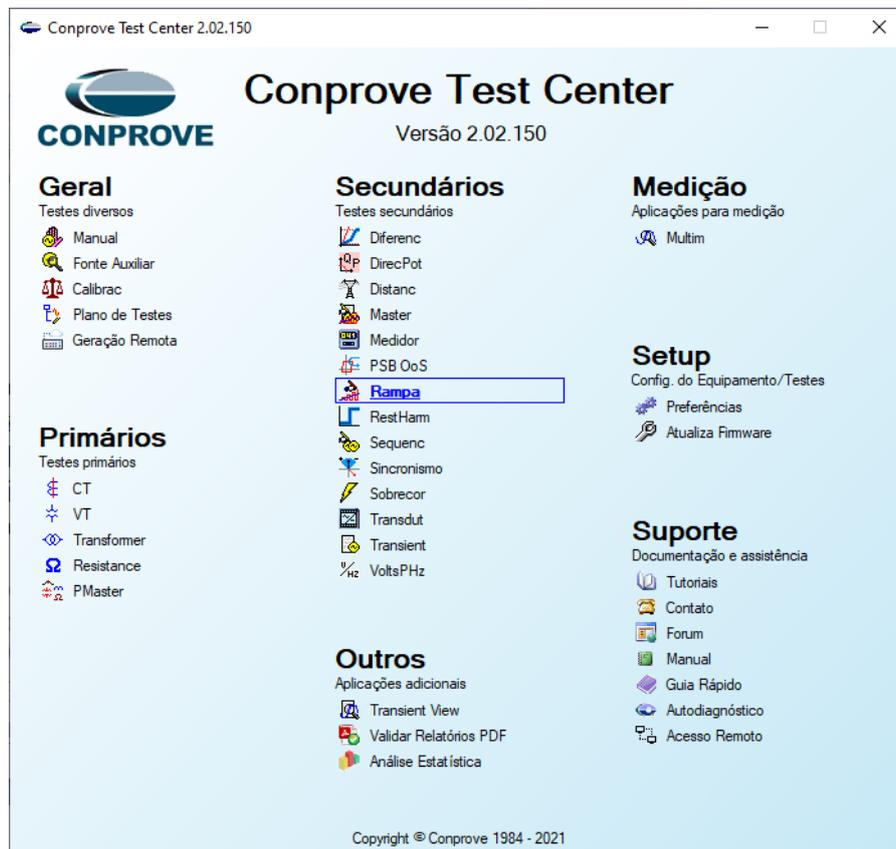 Conprove Test Center 2.02.150
CONPROVE
Conprove Test Center
Versão 2.02.150
Geral
Testes diversos
Manual
Fonte Auxiliar
Calibrac
Plano de Testes
Geração Remota
Primários
Testes primários
CT
VT
Transformer
Resistance
PMaster
Secundários
Testes secundários
Diferenc
DirecPot
Distanc
Master
Medidor
PSB OoS
Rampa
RestHarm
Sequenc
Sincronismo
Sobrecor
Transdut
Transient
VoltsPHz
Outros
Aplicações adicionais
Transient View
Validar Relatórios PDF
Análise Estatística
Medição
Aplicações para medição
Multim
Setup
Config. do Equipamento/Testes
Preferências
Atualiza Firmware
Suporte
Documentação e assistência
Tutoriais
Contato
Forum
Manual
Guia Rápido
Autodiagnóstico
Acesso Remoto
Copyright © Conprove 1984 - 2021